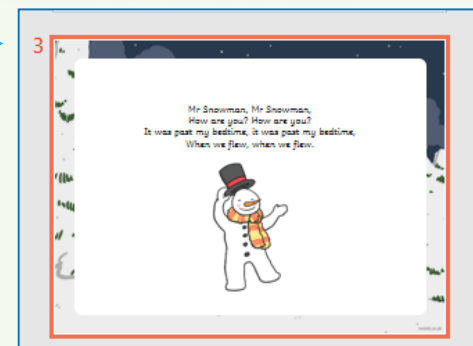 3
Mr Snowman, Mr Snowman,
How are you? How are you?
It was past my bedtime, it was past my bedtime,
When we flew, when we flew.